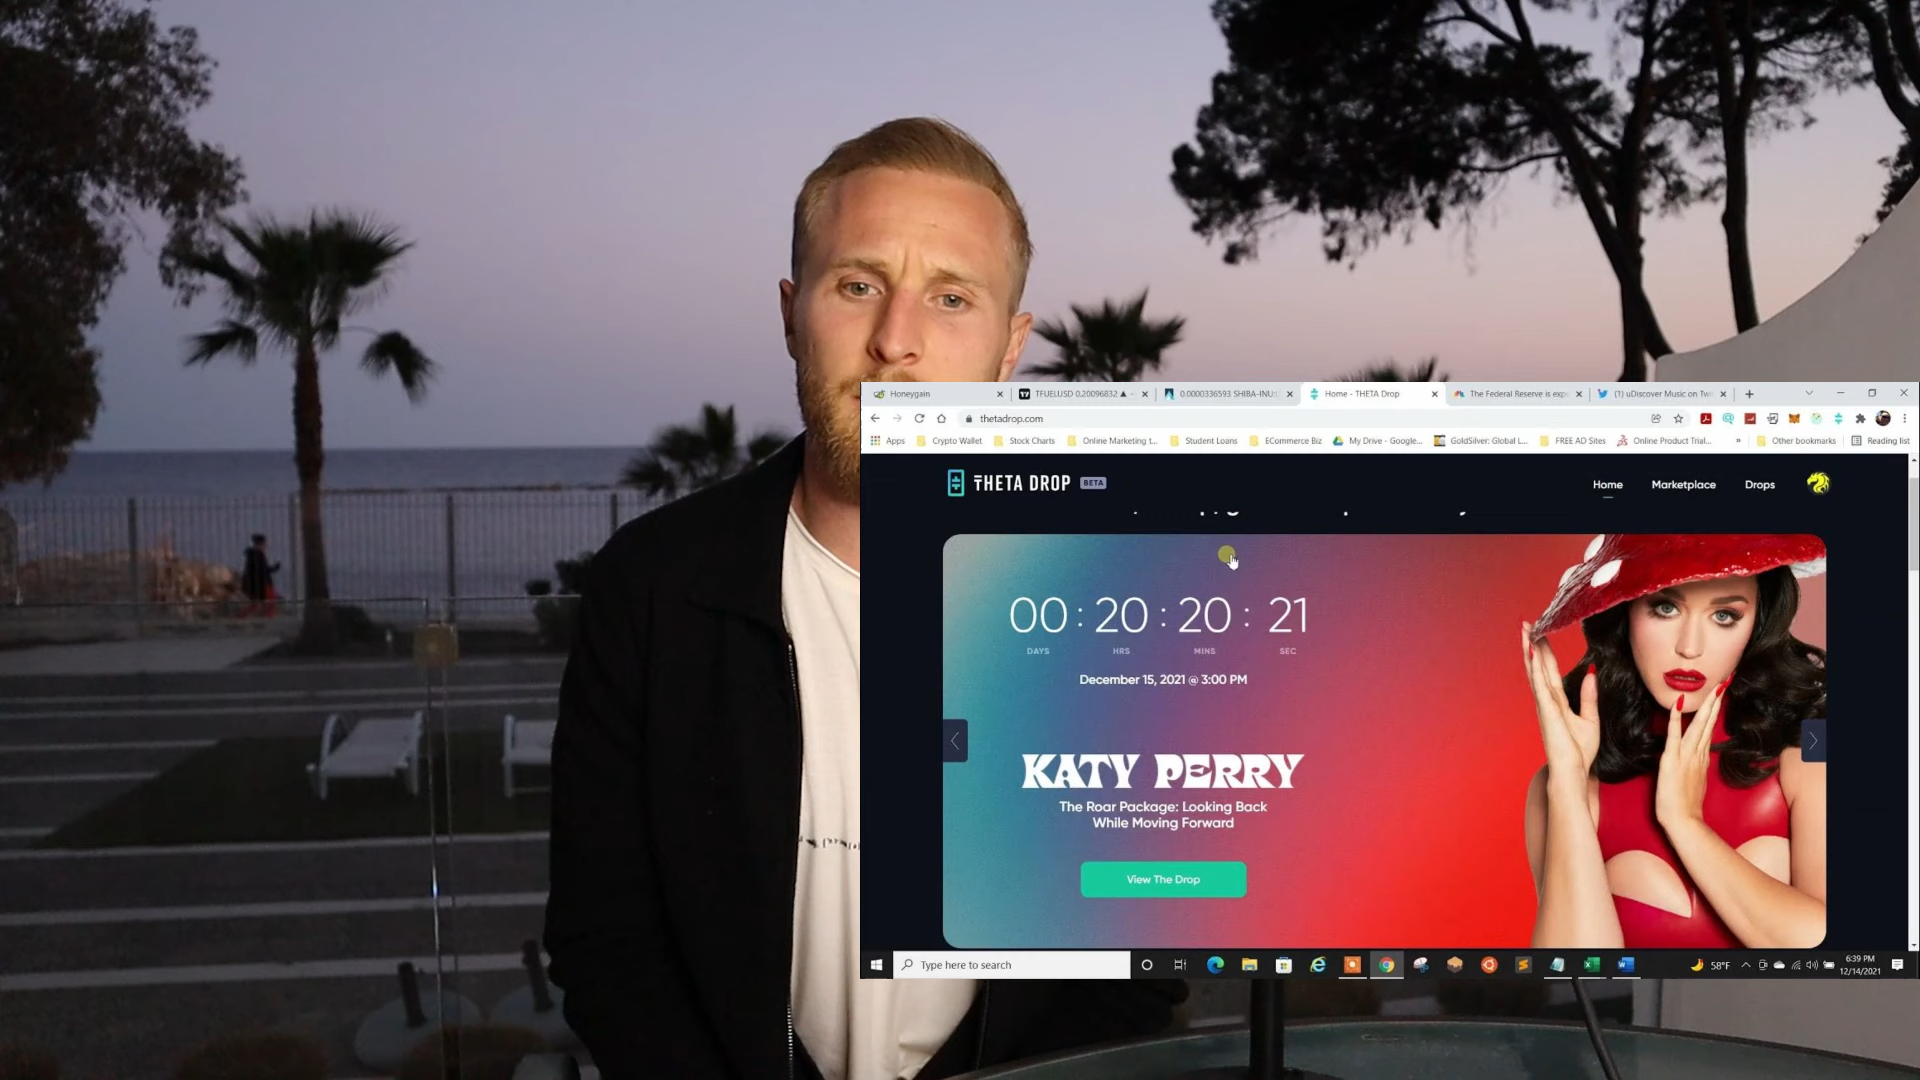 Honeygain
TFUELUSD 0.20096832 ▲
0.0000336593 SHIBA-INU:
Home - THETA Drop
The Federal Reserve is exp
(1) uDiscover Music on Tw
thetadrop.com
Apps
Crypto Wallet
Stock Charts
Online Marketing t...
Student Loans
ECommerce Biz
My Drive - Google...
GoldSilver: Global L...
FREE AD Sites
Online Product Trial...
»
Other bookmarks
Reading list
THETA DROP BETA
Home
Marketplace
Drops
00 : 20 : 20 : 21
DAYS HRS MINS SEC
December 15, 2021 @ 3:00 PM
KATY PERRY
The Roar Package: Looking Back
While Moving Forward
View The Drop
Type here to search
58°F
6:39 PM
12/14/2021